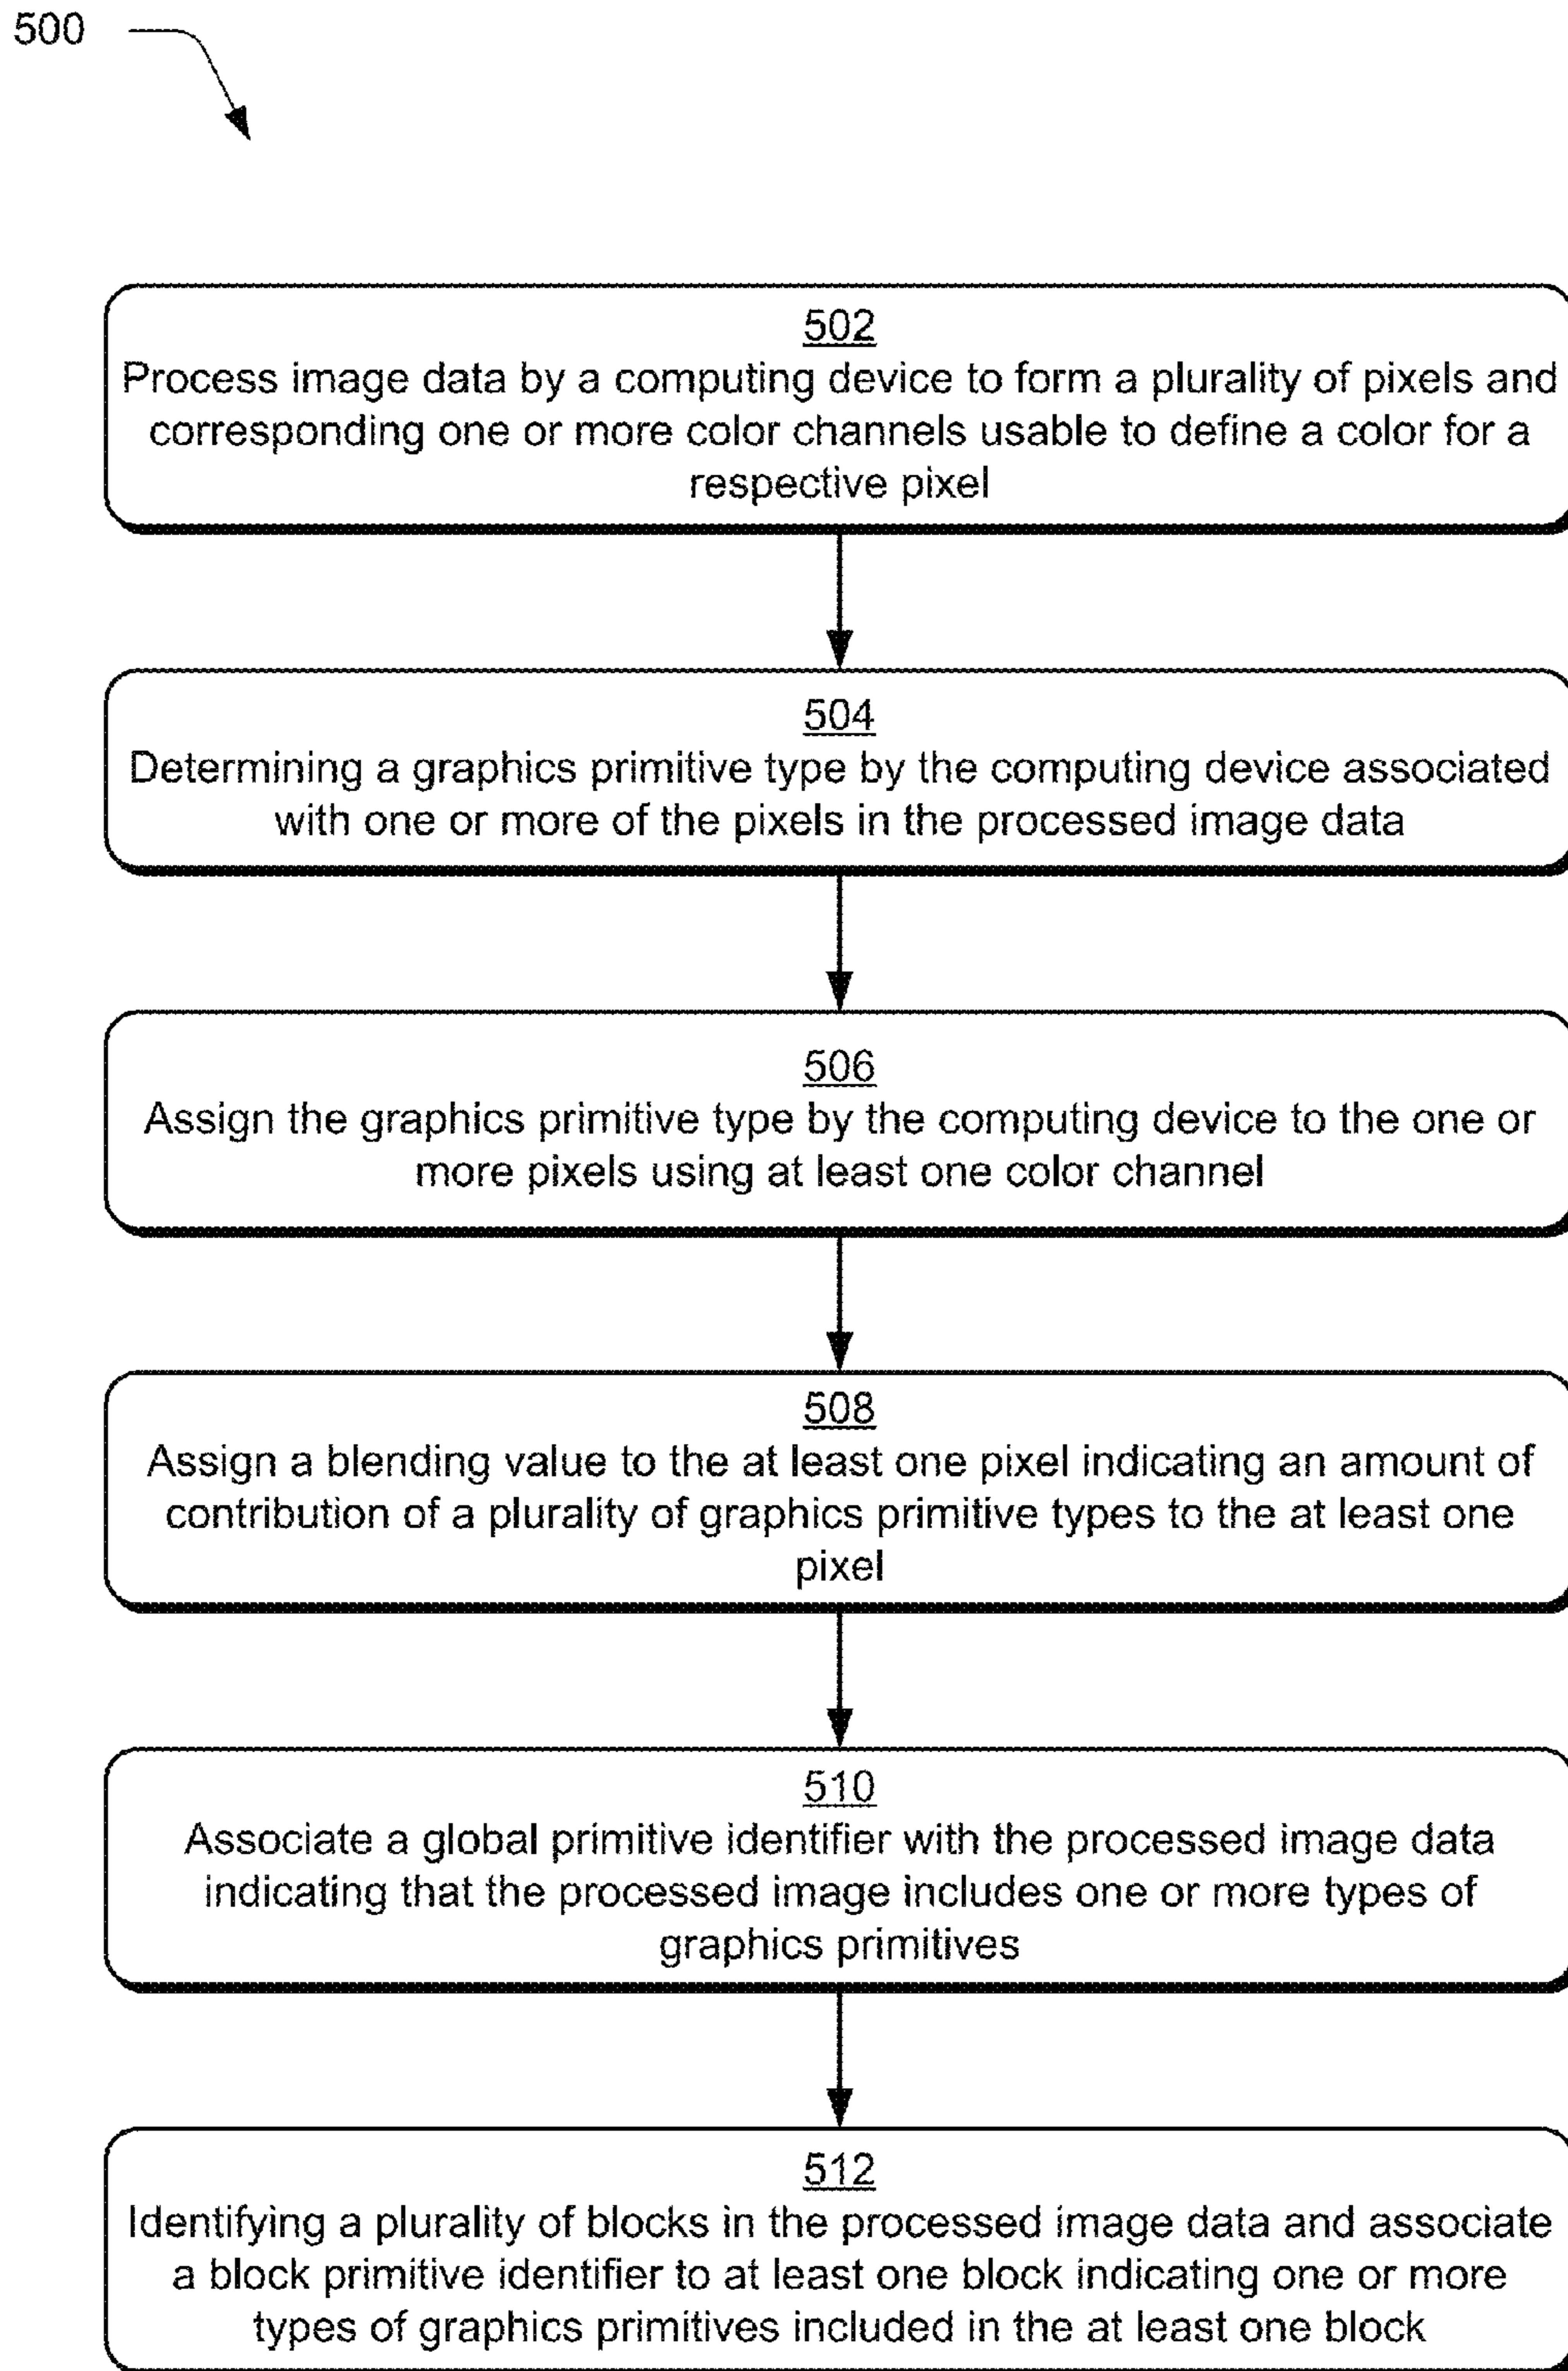 500
502
Process image data by a computing device to form a plurality of pixels and
corresponding one or more color channels usable to define a color for a
respective pixel
504
Determining a graphics primitive type by the computing device associated
with one or more of the pixels in the processed image data
506
Assign the graphics primitive type by the computing device to the one or
more pixels using at least one color channel
508
Assign a blending value to the at least one pixel indicating an amount of
contribution of a plurality of graphics primitive types to the at least one
pixel
510
Associate a global primitive identifier with the processed image data
indicating that the processed image includes one or more types of
graphics primitives
512
Identifying a plurality of blocks in the processed image data and associate
a block primitive identifier to at least one block indicating one or more
types of graphics primitives included in the at least one block